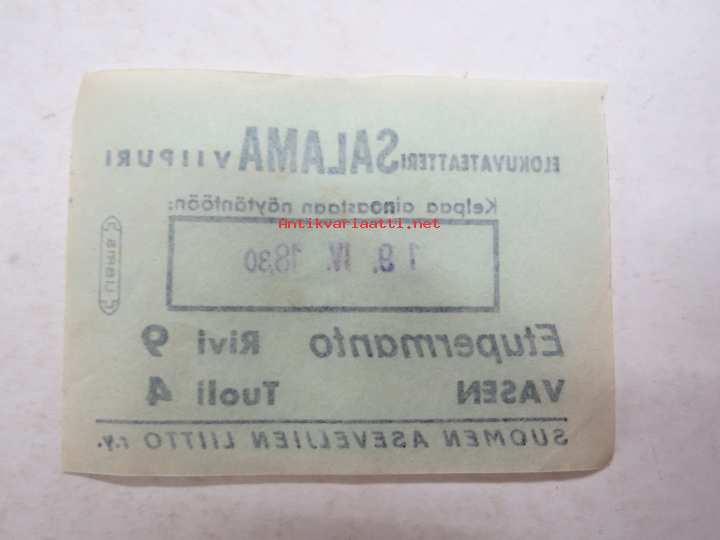 ELOKUVATEATTERI SALAMA VIIPURI
Kelpaa ainoastaan näytäntöön:
Antikvariaatti.net
19. IV. 18,30
Etupermanto Rivi 9
VASEN Tuoli 4
SUOMEN ASEVELJIEN LIITTO r.y.